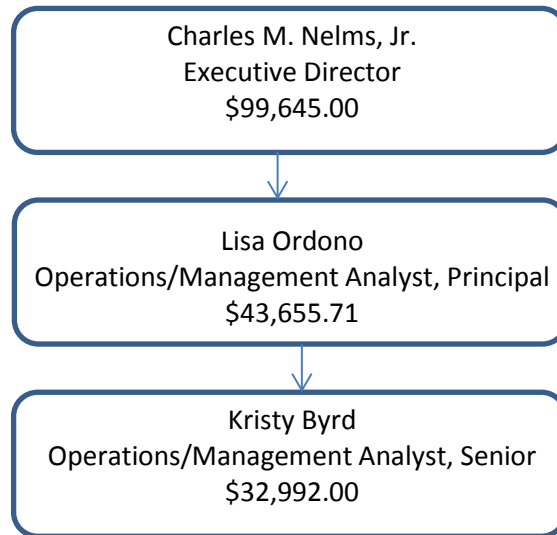 Charles M. Nelms, Jr.
Executive Director
$99,645.00
Lisa Ordono
Operations/Management Analyst, Principal
$43,655.71
Kristy Byrd
Operations/Management Analyst, Senior
$32,992.00